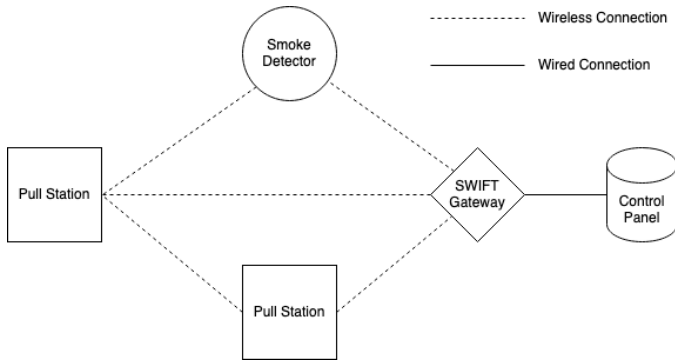 Wireless Connection
Smoke
Detector
Wired Connection
Pull Station
SWIFT
Gateway
Control
Panel
Pull Station